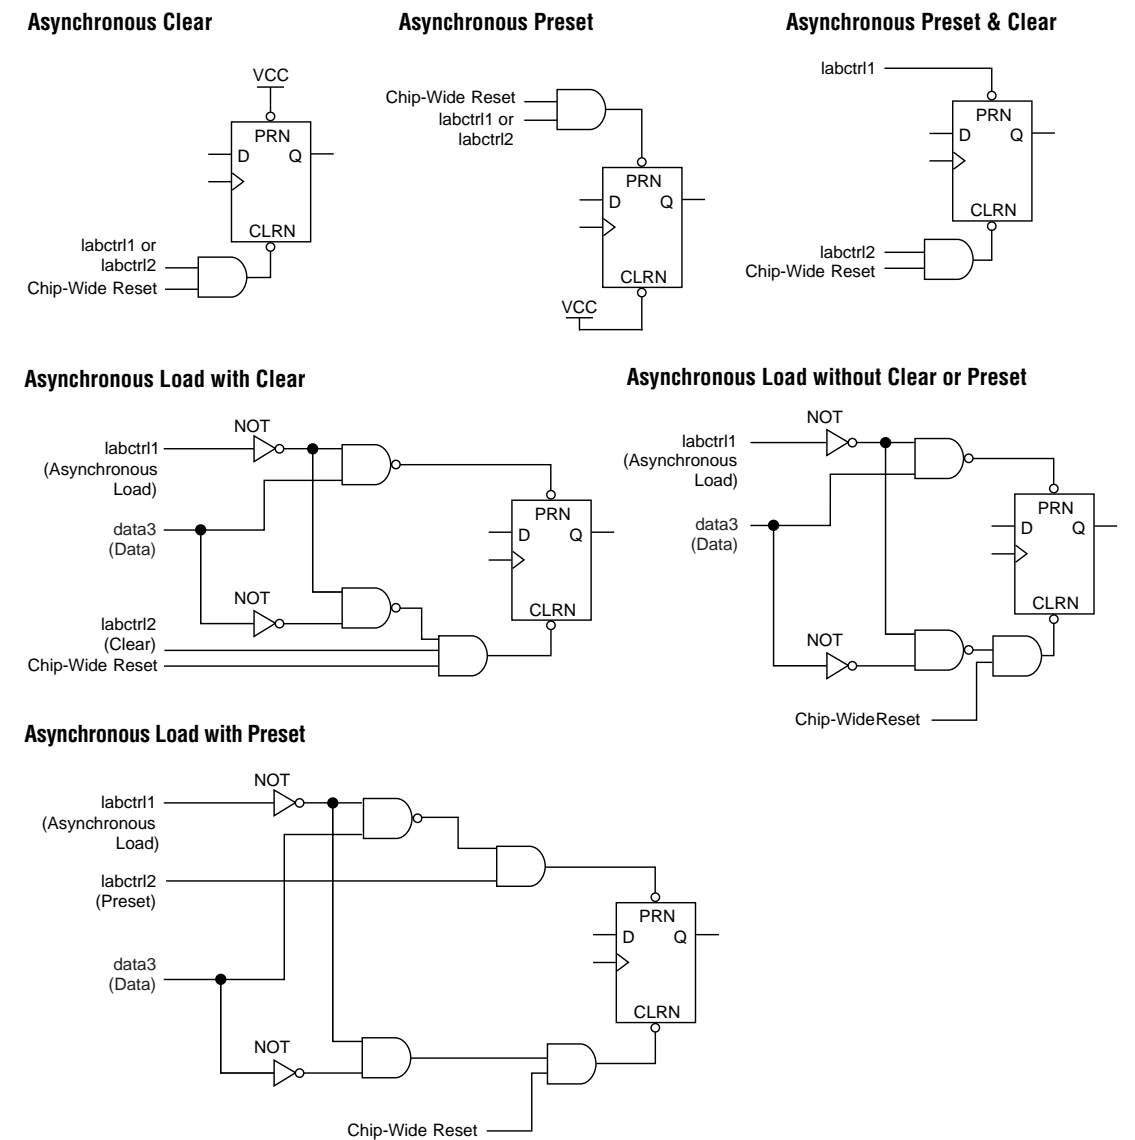 Asynchronous Clear
VCC
PRN
D Q
CLRN
labctrl1 or
labctrl2
Chip-Wide Reset
Asynchronous Preset
Chip-Wide Reset
labctrl1 or
labctrl2
PRN
D Q
CLRN
VCC
Asynchronous Preset & Clear
labctrl1
PRN
D Q
CLRN
labctrl2
Chip-Wide Reset
Asynchronous Load with Clear
NOT
labctrl1
(Asynchronous
Load)
PRN
data3
D Q
(Data)
NOT
CLRN
labctrl2
(Clear)
Chip-Wide Reset
Asynchronous Load without Clear or Preset
NOT
labctrl1
(Asynchronous
Load)
PRN
data3
D Q
(Data)
CLRN
NOT
Chip-WideReset
Asynchronous Load with Preset
NOT
labctrl1
(Asynchronous
Load)
labctrl2
(Preset)
PRN
D Q
data3
(Data)
CLRN
NOT
Chip-Wide Reset